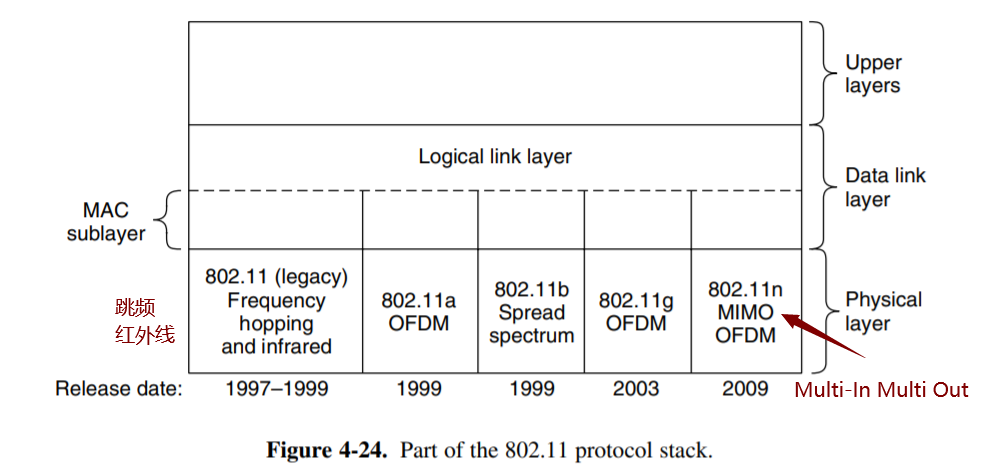 Upper
layers
Logical link layer
Data link
layer
MAC
sublayer
跳频
红外线
802.11 (legacy)
Frequency
hopping
and infrared
802.11a
OFDM
802.11b
Spread
spectrum
802.11g
OFDM
802.11n
MIMO
OFDM
Physical
layer
Release date: 1997–1999 1999 1999 2003 2009
Multi-In Multi Out
Figure 4-24. Part of the 802.11 protocol stack.